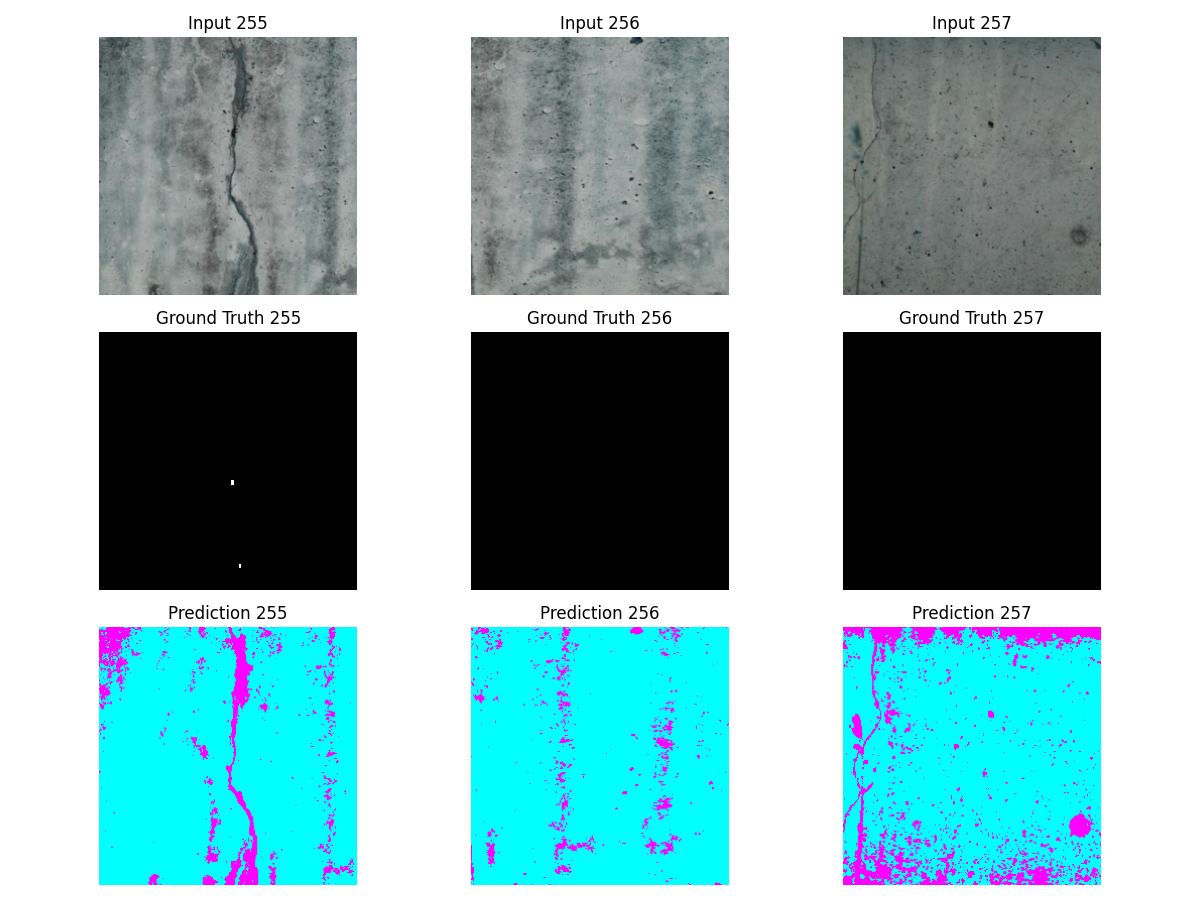 Input 255
Input 256
Input 257
Ground Truth 255
Ground Truth 256
Ground Truth 257
Prediction 255
Prediction 256
Prediction 257